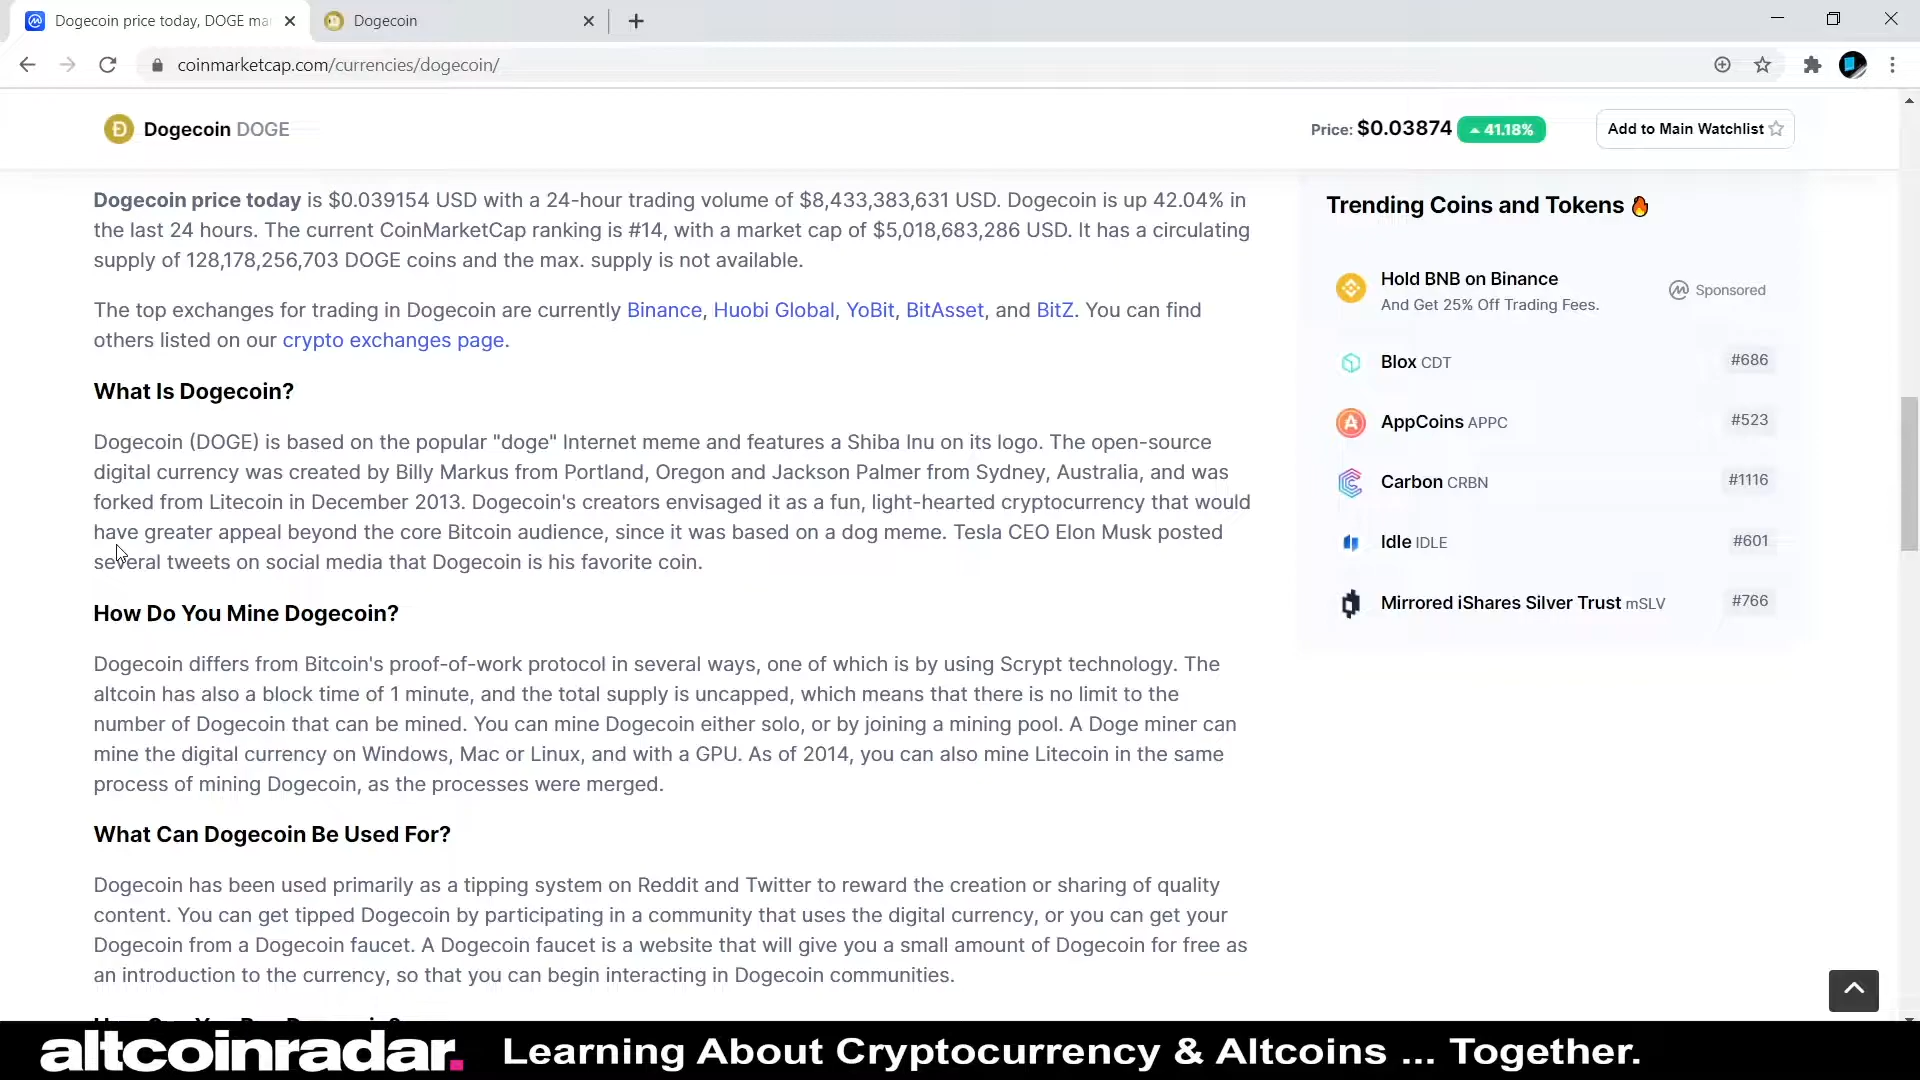 Dogecoin price today, DOGE ma
Dogecoin
coinmarketcap.com/currencies/dogecoin/
Dogecoin DOGE
Price: $0.03874 41.18%
Add to Main Watchlist
Dogecoin price today is $0.039154 USD with a 24-hour trading volume of $8,433,383,631 USD. Dogecoin is up 42.04% in
the last 24 hours. The current CoinMarketCap ranking is #14, with a market cap of $5,018,683,286 USD. It has a circulating
supply of 128,178,256,703 DOGE coins and the max. supply is not available.
The top exchanges for trading in Dogecoin are currently Binance, Huobi Global, YoBit, BitAsset, and BitZ. You can find
others listed on our crypto exchanges page.
What Is Dogecoin?
Dogecoin (DOGE) is based on the popular "doge" Internet meme and features a Shiba Inu on its logo. The open-source
digital currency was created by Billy Markus from Portland, Oregon and Jackson Palmer from Sydney, Australia, and was
forked from Litecoin in December 2013. Dogecoin's creators envisaged it as a fun, light-hearted cryptocurrency that would
have greater appeal beyond the core Bitcoin audience, since it was based on a dog meme. Tesla CEO Elon Musk posted
several tweets on social media that Dogecoin is his favorite coin.
How Do You Mine Dogecoin?
Dogecoin differs from Bitcoin's proof-of-work protocol in several ways, one of which is by using Scrypt technology. The
altcoin has also a block time of 1 minute, and the total supply is uncapped, which means that there is no limit to the
number of Dogecoin that can be mined. You can mine Dogecoin either solo, or by joining a mining pool. A Doge miner can
mine the digital currency on Windows, Mac or Linux, and with a GPU. As of 2014, you can also mine Litecoin in the same
process of mining Dogecoin, as the processes were merged.
What Can Dogecoin Be Used For?
Dogecoin has been used primarily as a tipping system on Reddit and Twitter to reward the creation or sharing of quality
content. You can get tipped Dogecoin by participating in a community that uses the digital currency, or you can get your
Dogecoin from a Dogecoin faucet. A Dogecoin faucet is a website that will give you a small amount of Dogecoin for free as
an introduction to the currency, so that you can begin interacting in Dogecoin communities.
Trending Coins and Tokens
Hold BNB on Binance
And Get 25% Off Trading Fees.
Sponsored
Blox CDT #686
AppCoins APPC #523
Carbon CRBN #1116
Idle IDLE #601
Mirrored iShares Silver Trust mSLV #766
altcoinradar. Learning About Cryptocurrency & Altcoins ... Together.